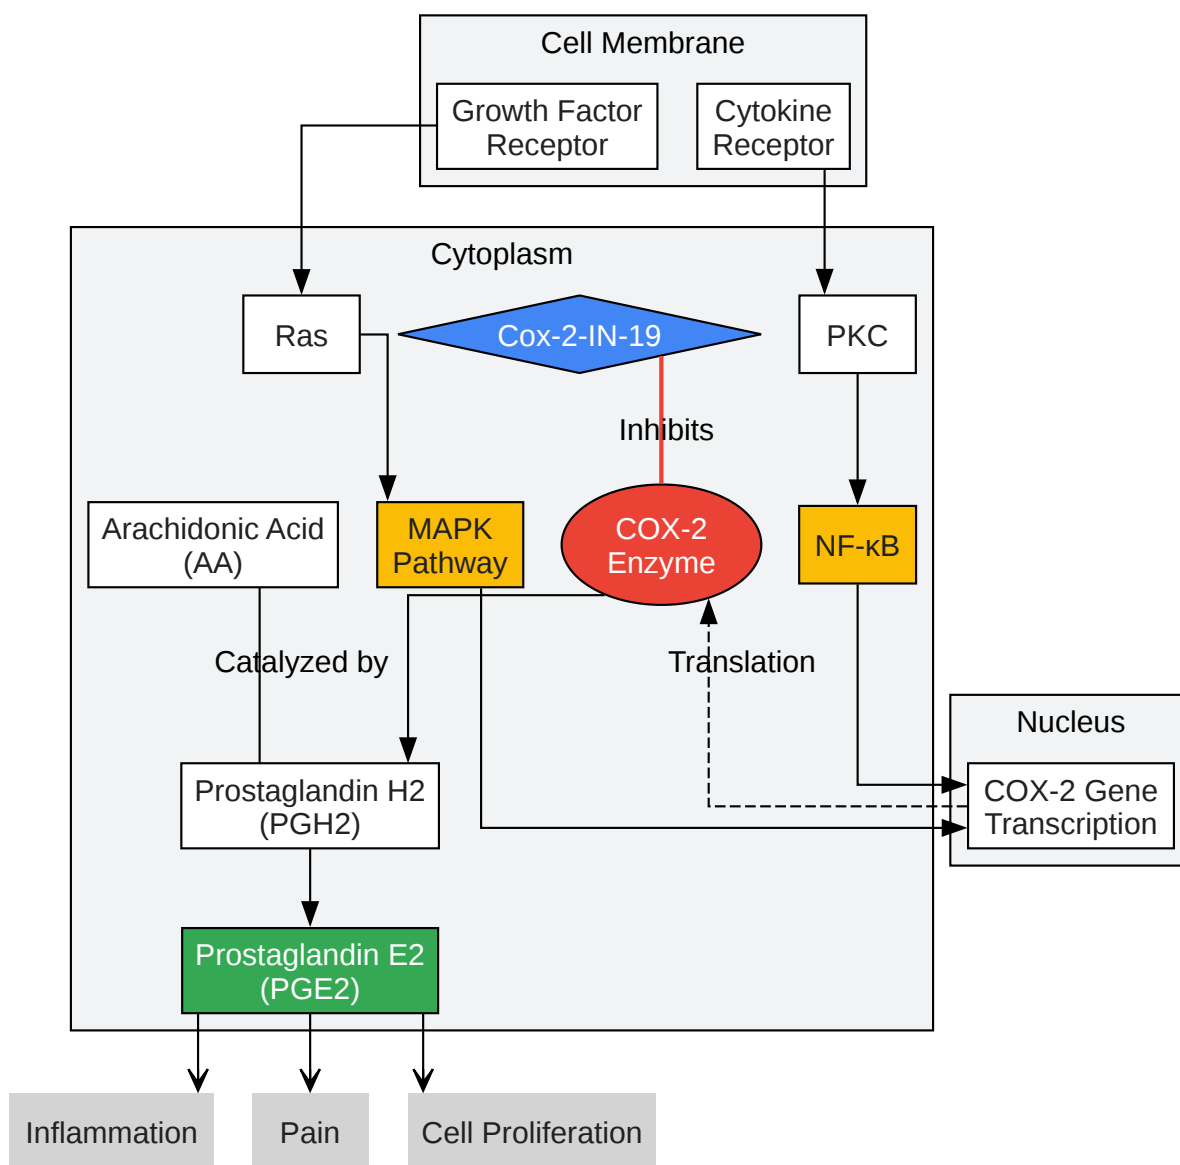 Cell Membrane
Growth Factor
Receptor
Cytokine
Receptor
Cytoplasm
Ras
Cox-2-IN-19
PKC
Inhibits
Arachidonic Acid
(AA)
MAPK
Pathway
COX-2
Enzyme
NF-κB
Catalyzed by
Translation
Nucleus
Prostaglandin H2
(PGH2)
COX-2 Gene
Transcription
Prostaglandin E2
(PGE2)
Inflammation
Pain
Cell Proliferation